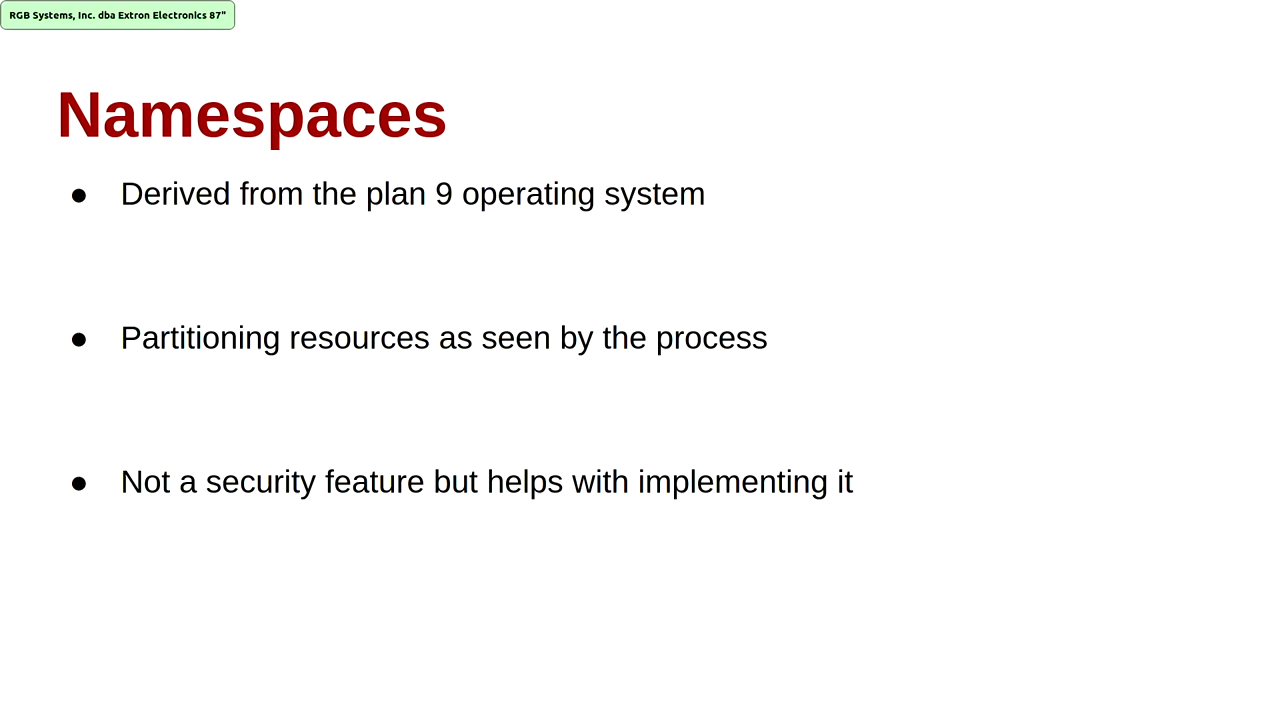 RGB Systems, Inc. dba Extron Electronics 87"
Namespaces
● Derived from the plan 9 operating system
● Partitioning resources as seen by the process
● Not a security feature but helps with implementing it